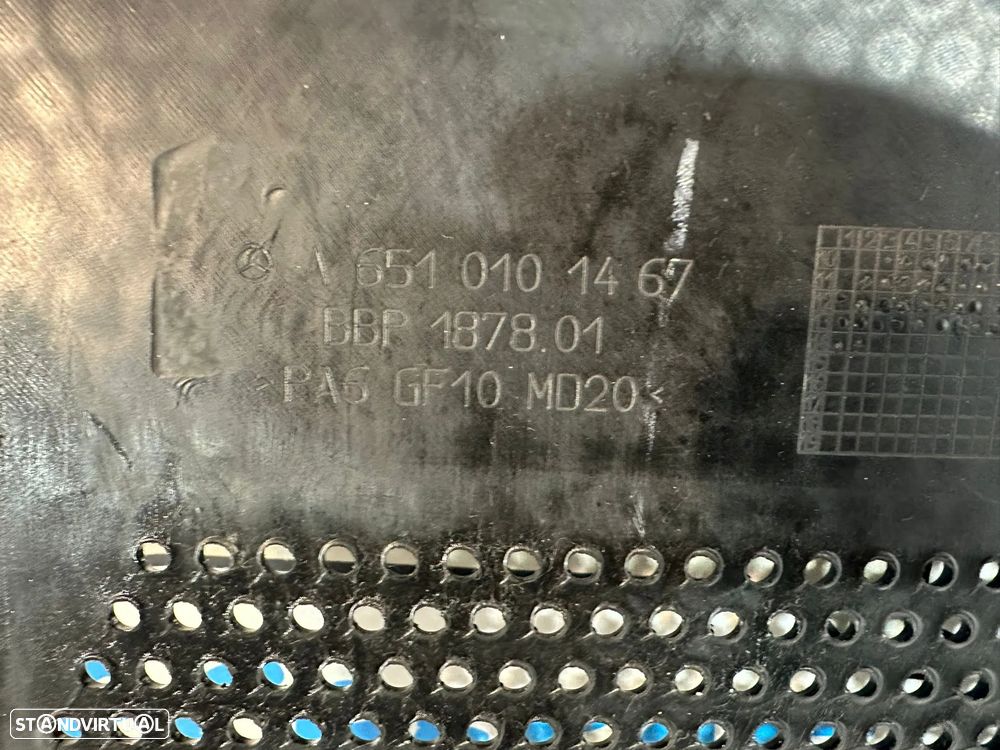 A 651 010 14 67
BBP 1878.01
>PA6 GF10 MD20<
STANDVIRTUAL